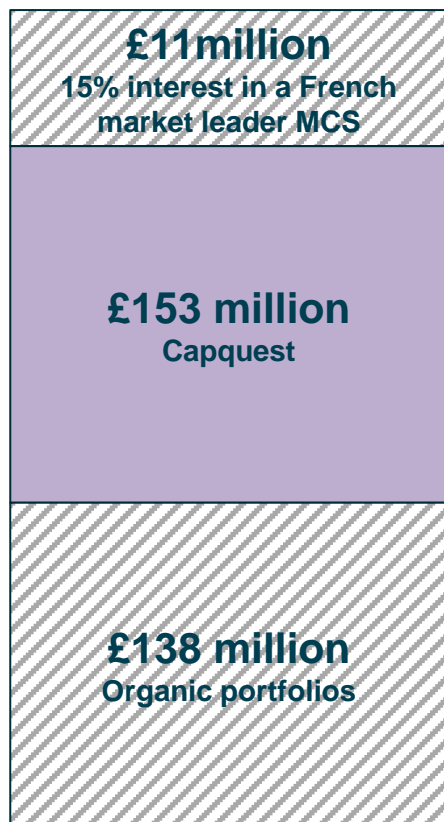 £11million
15% interest in a French
market leader MCS
£153 million
Capquest
£138 million
Organic portfolios